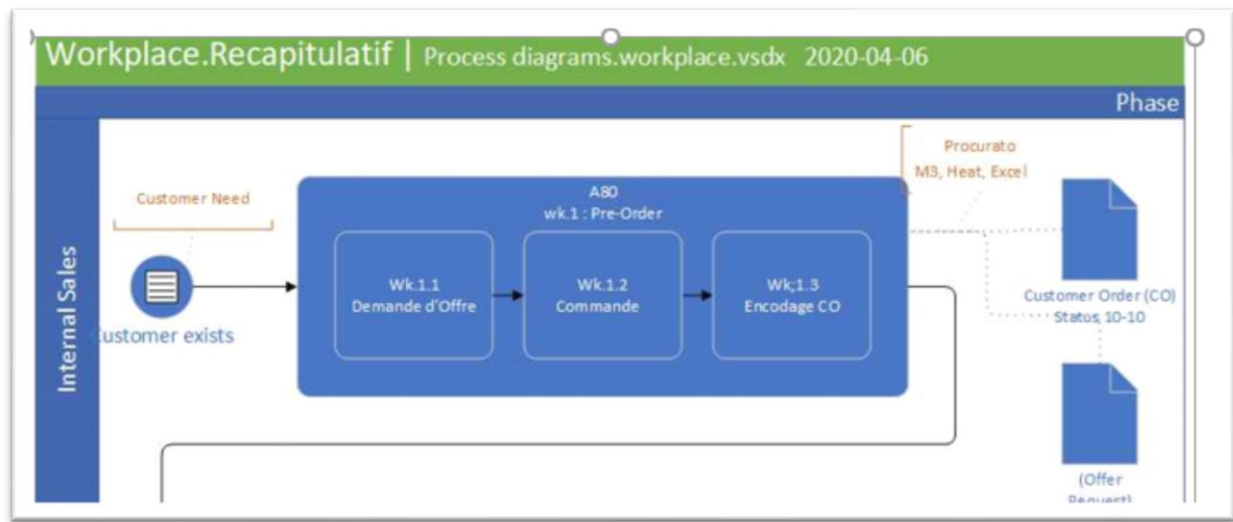 Workplace.Recapitulatif | Process diagrams.workplace.vsdx 2020-04-06
Phase
Internal Sales
Customer Need
Customer exists
A80
wk.1 : Pre-Order
Wk.1.1
Demande d'Offre
Wk.1.2
Commande
Wk;1.3
Encodage CO
Procurato
M3, Heat, Excel
Customer Order (CO)
Status 10-10
(Offer
Request)